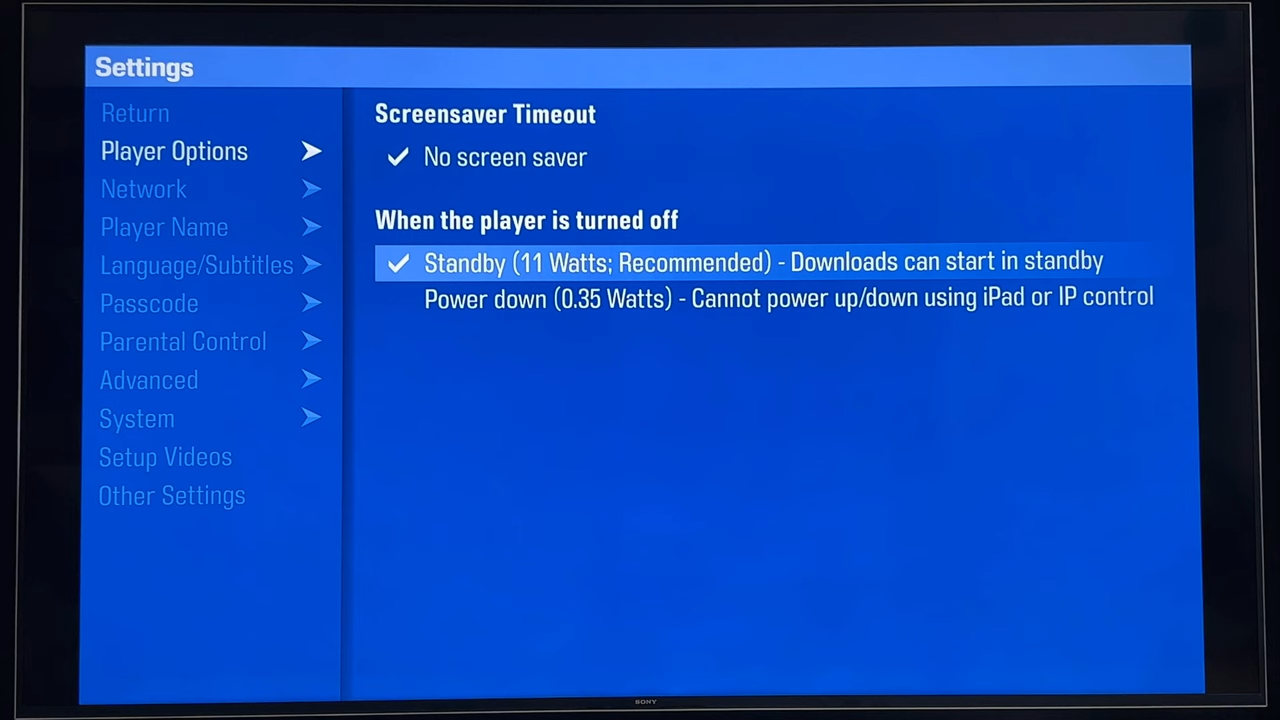 Settings
Return
Player Options
Network
Player Name
Language/Subtitles
Passcode
Parental Control
Advanced
System
Setup Videos
Other Settings
Screensaver Timeout
No screen saver
When the player is turned off
Standby (11 Watts; Recommended) - Downloads can start in standby
Power down (0.35 Watts) - Cannot power up/down using iPad or IP control
SONY